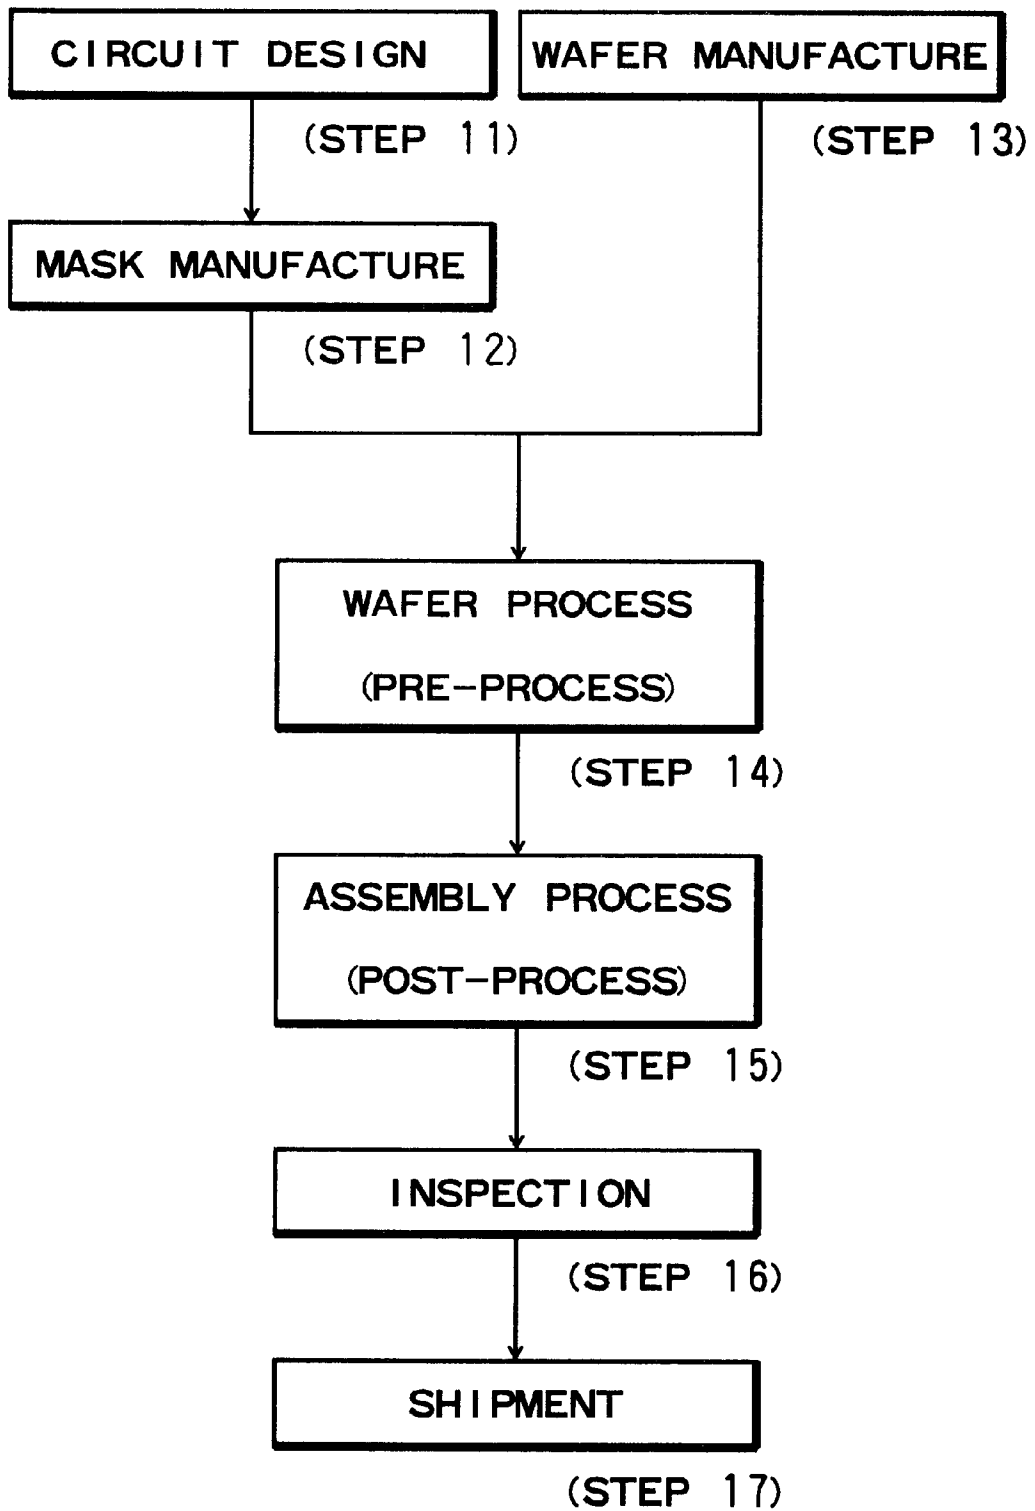 CIRCUIT DESIGN
WAFER MANUFACTURE
(STEP 11)
(STEP 13)
MASK MANUFACTURE
(STEP 12)
WAFER PROCESS
(PRE-PROCESS)
(STEP 14)
ASSEMBLY PROCESS
(POST-PROCESS)
(STEP 15)
INSPECTION
(STEP 16)
SHIPMENT
(STEP 17)